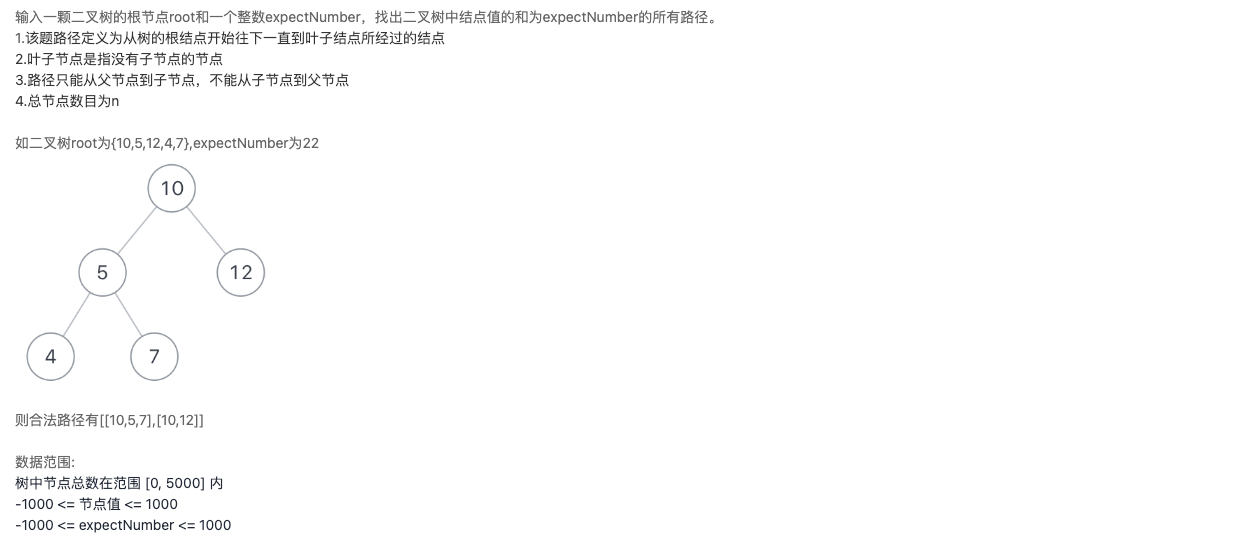 输入一颗二叉树的根节点root和一个整数expectNumber，找出二叉树中结点值的和为expectNumber的所有路径。
1.该题路径定义为从树的根结点开始往下一直到叶子结点所经过的结点
2.叶子节点是指没有子节点的节点
3.路径只能从父节点到子节点，不能从子节点到父节点
4.总节点数目为n
如二叉树root为{10,5,12,4,7},expectNumber为22
10
5
12
4
7
则合法路径有[[10,5,7],[10,12]]
数据范围:
树中节点总数在范围 [0, 5000] 内
-1000 <= 节点值 <= 1000
-1000 <= expectNumber <= 1000